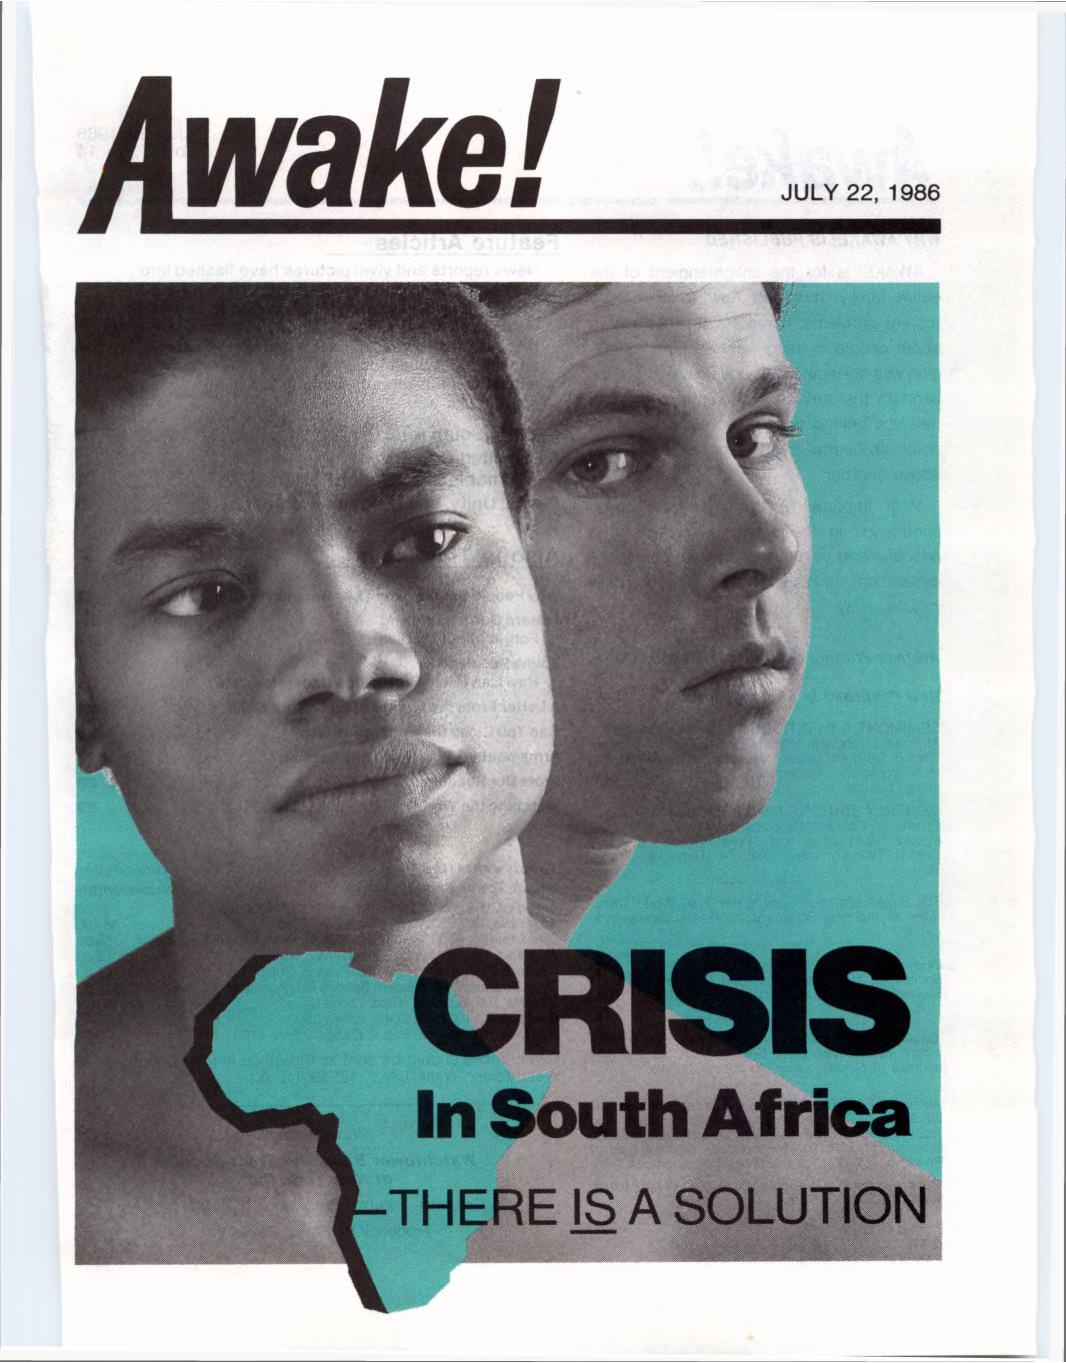 Awake!
JULY 22, 1986
CRISIS
In South Africa
—THERE IS A SOLUTION